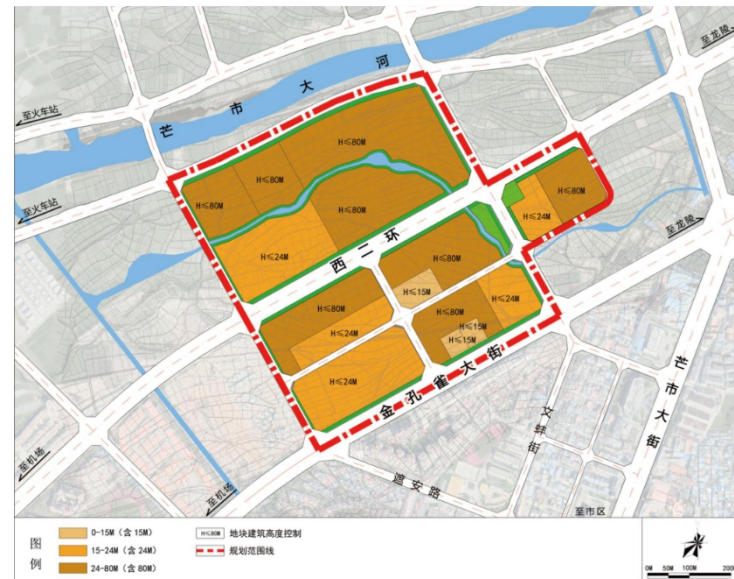 至龙陵
芒市大河
至火车站
H≤80M
H≤80M
H≤80M
H≤80M
H≤80M
H≤24M
至火车站
至龙陵
H≤24M
西二环
H≤80M
H≤15M
H≤24M
H≤80M
H≤24M
H≤80M
H≤15M
H≤15M
H≤24M
金孔雀大街
芒市大街
文蚌街
遮安路
至机场
至机场
至市区
图例
0-15M（含 15M）
15-24M（含 24M）
24-80M（含 80M）
H≤80M 地块建筑高度控制
规划范围线
0M 50M 100M 200M